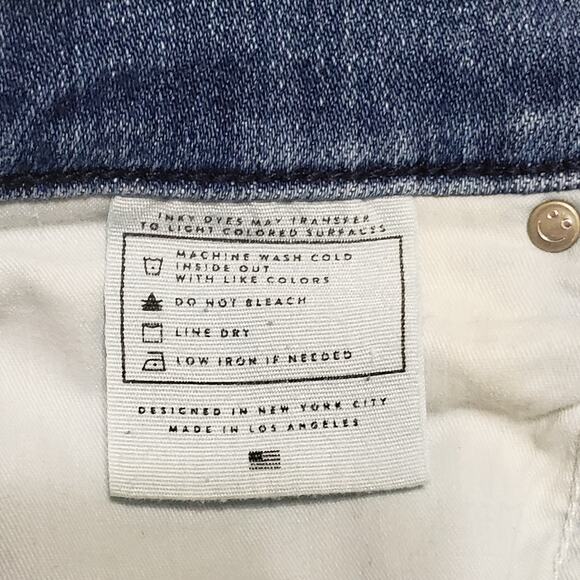 INKY DYES MAY TRANSFER
TO LIGHT COLORED SURFACES
MACHINE WASH COLD
INSIDE OUT
WITH LIKE COLORS
DO NOT BLEACH
LINE DRY
LOW IRON IF NEEDED
DESIGNED IN NEW YORK CITY
MADE IN LOS ANGELES